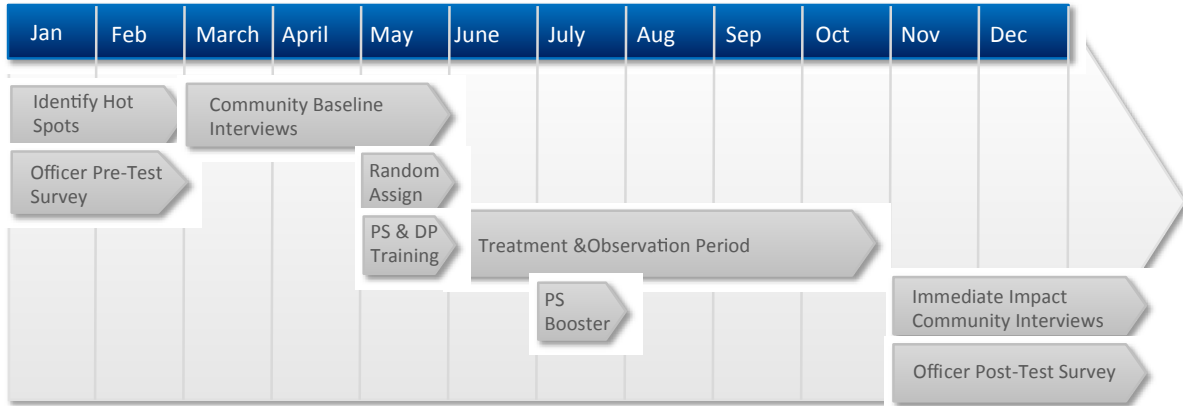 Jan Feb March April May June July Aug Sep Oct Nov Dec
Identify Hot
Spots
Community Baseline
Interviews
Officer Pre-Test
Survey
Random
Assign
PS & DP
Training
Treatment &Observation Period
PS
Booster
Immediate Impact
Community Interviews
Officer Post-Test Survey